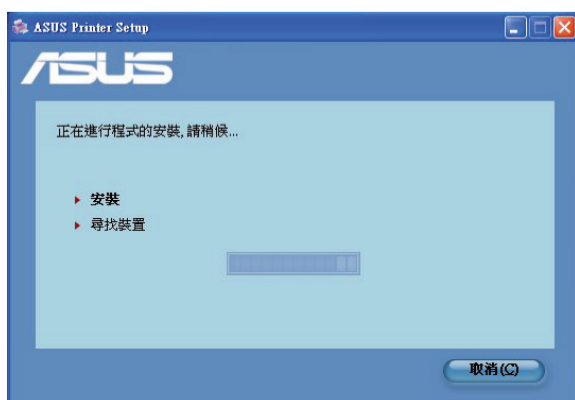 ASUS Printer Setup
ASUS
正在進行程式的安裝, 請稍候...
安裝
尋找裝置
取消(C)